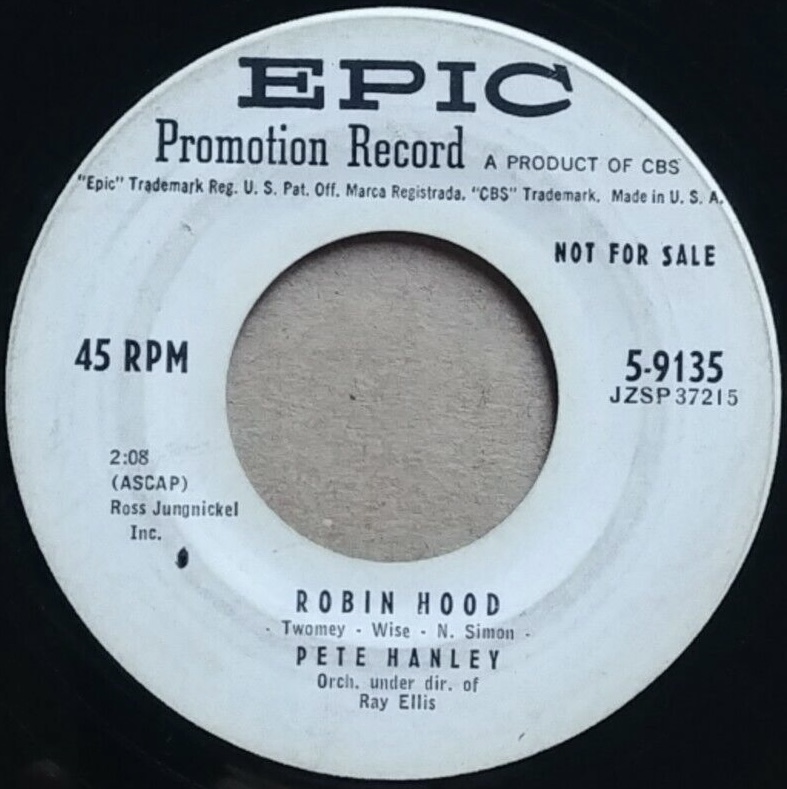 EPIC
Promotion Record A PRODUCT OF CBS
"Epic" Trademark Reg. U. S. Pat. Off. Marca Registrada. "CBS" Trademark. Made in U. S. A.
NOT FOR SALE
45 RPM
5-9135
JZSP 37215
2:08
(ASCAP)
Ross Jungnickel
Inc.
ROBIN HOOD
- Twomey - Wise - N. Simon -
PETE HANLEY
Orch. under dir. of
Ray Ellis